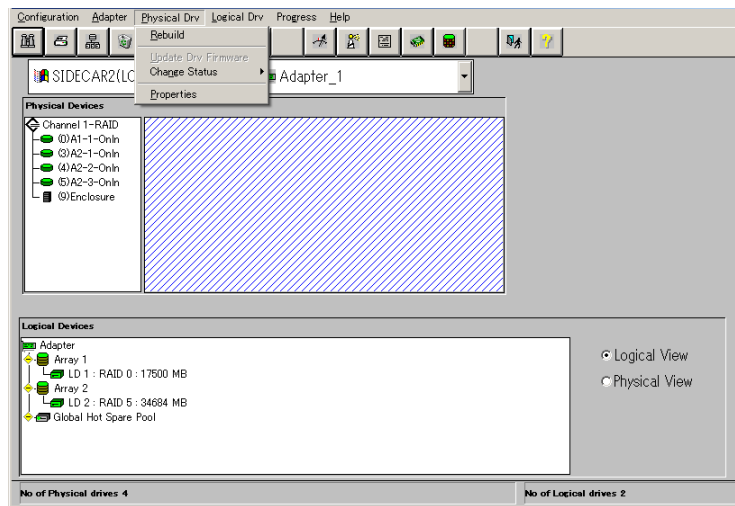 Configuration Adapter Physical Drv Logical Drv Progress Help
Rebuild
Update Drv Firmware
Change Status
Properties
SIDECAR2(LO
Adapter_1
Physical Devices
Channel 1-RAID
(0)A1-1-Onln
(3)A2-1-Onln
(4)A2-2-Onln
(5)A2-3-Onln
(9)Enclosure
Logical Devices
Adapter
Array 1
LD 1 : RAID 0 : 17500 MB
Array 2
LD 2 : RAID 5 : 34684 MB
Global Hot Spare Pool
Logical View
Physical View
No of Physical drives 4
No of Logical drives 2